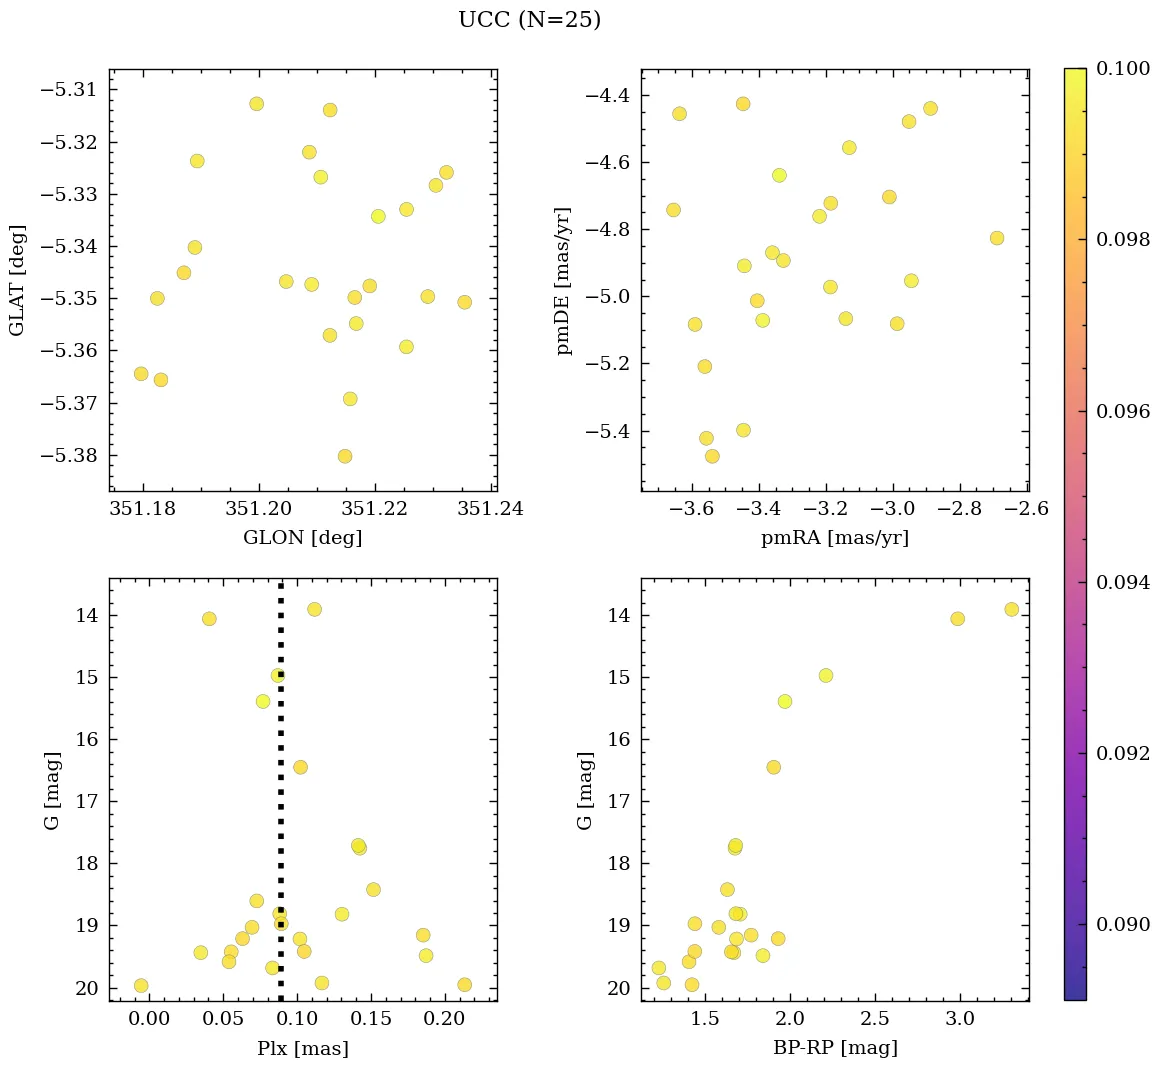 UCC (N=25)
−5.31
−5.32
−5.33
−5.34
−5.35
−5.36
−5.37
−5.38
GLAT [deg]
351.18 351.20 351.22 351.24
GLON [deg]
−4.4
−4.6
−4.8
−5.0
−5.2
−5.4
pmDE [mas/yr]
−3.6 −3.4 −3.2 −3.0 −2.8 −2.6
pmRA [mas/yr]
14
15
16
17
18
19
20
G [mag]
0.00 0.05 0.10 0.15 0.20
Plx [mas]
14
15
16
17
18
19
20
G [mag]
1.5 2.0 2.5 3.0
BP-RP [mag]
0.100
0.098
0.096
0.094
0.092
0.090